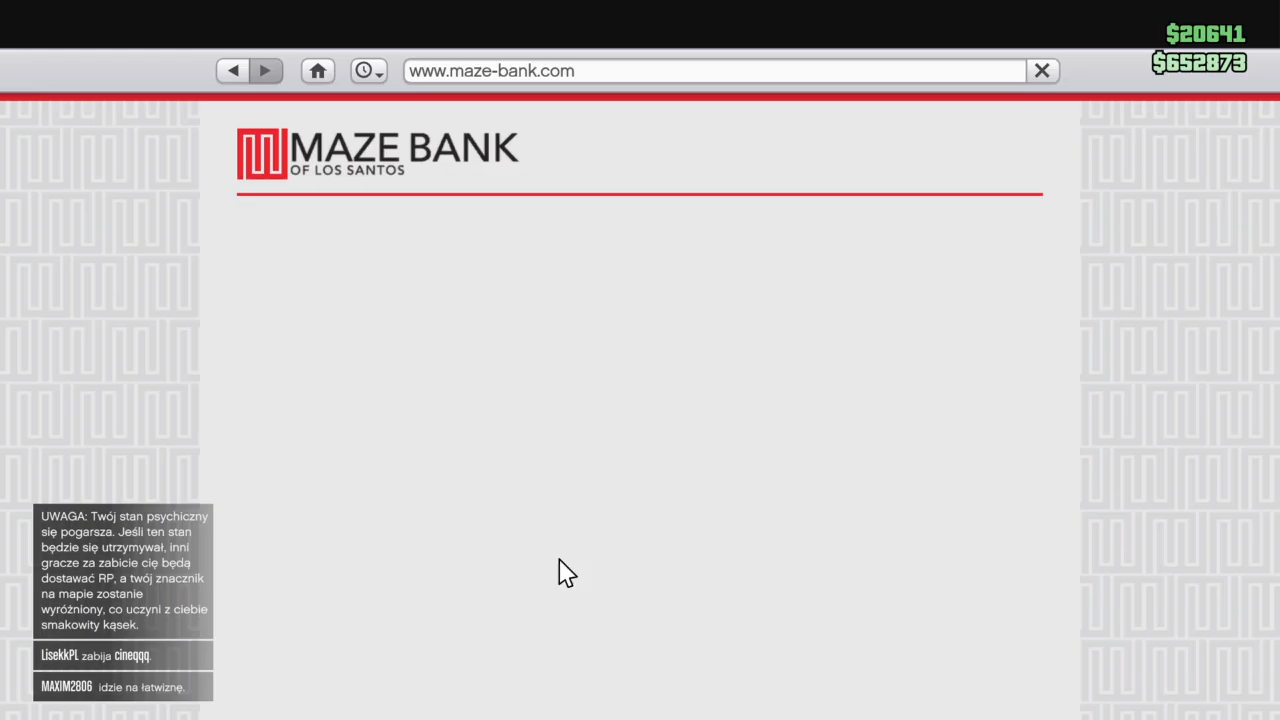 $20641
$652873
www.maze-bank.com
MAZE BANK
OF LOS SANTOS
UWAGA: Twój stan psychiczny
się pogarsza. Jeśli ten stan
będzie się utrzymywał, inni
gracze za zabicie cię będą
dostawać RP, a twój znacznik
na mapie zostanie
wyróżniony, co uczyni z ciebie
smakowity kąsek.
LisekkPL zabija cineqqq.
MAXIM2806 idzie na łatwiznę.